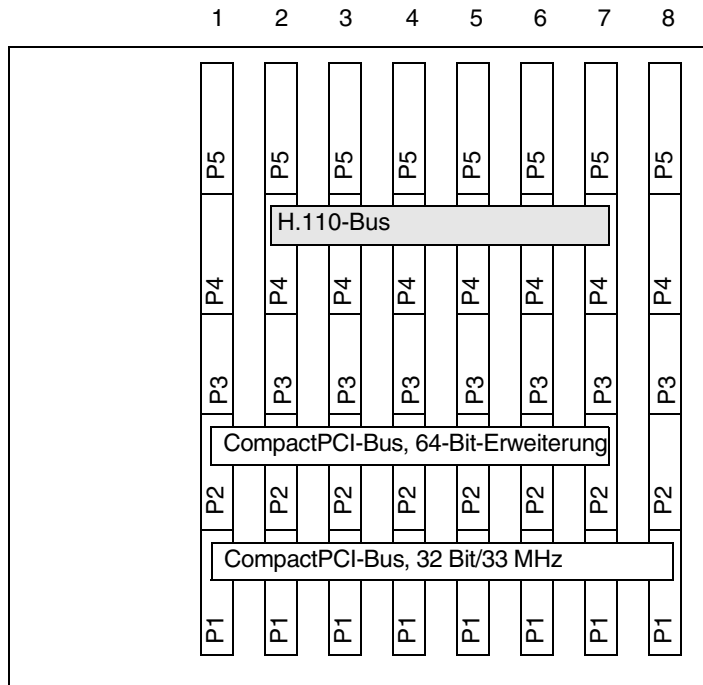 1 2 3 4 5 6 7 8
P5 P5 P5 P5 P5 P5 P5 P5
H.110-Bus
P4 P4 P4 P4 P4 P4 P4 P4
P3 P3 P3 P3 P3 P3 P3 P3
CompactPCI-Bus, 64-Bit-Erweiterung
P2 P2 P2 P2 P2 P2 P2 P2
CompactPCI-Bus, 32 Bit/33 MHz
P1 P1 P1 P1 P1 P1 P1 P1